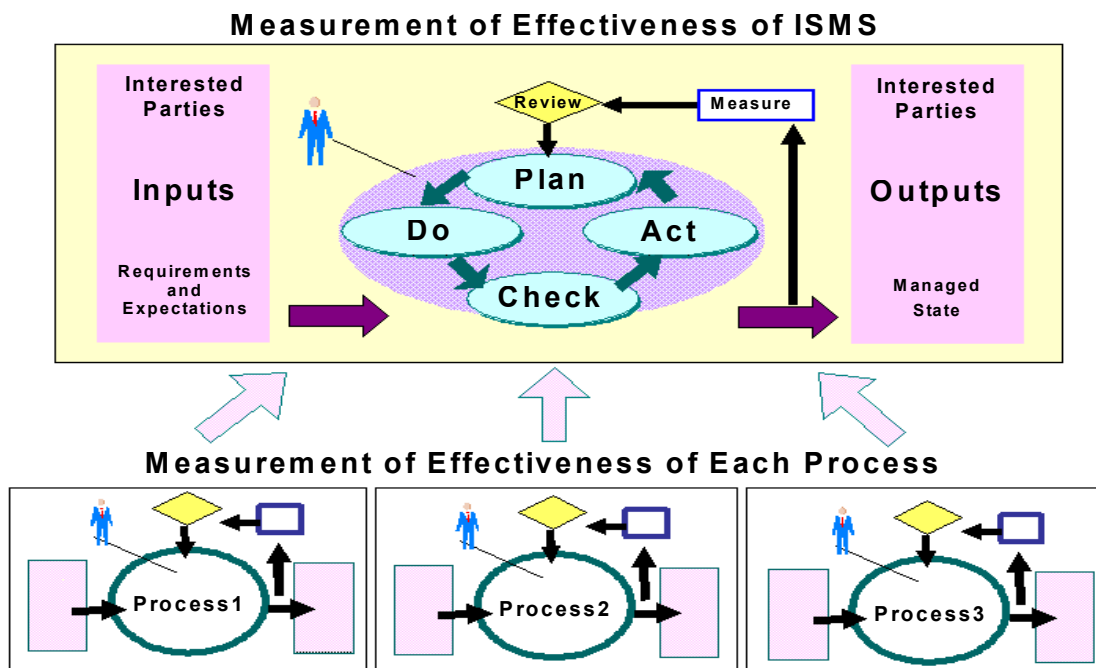 Measurement of Effectiveness of ISMS
Interested
Parties
Inputs
Requirements
and
Expectations
Review
Measure
Plan
Do
Act
Check
Interested
Parties
Outputs
Managed
State
Measurement of Effectiveness of Each Process
Process1
Process2
Process3